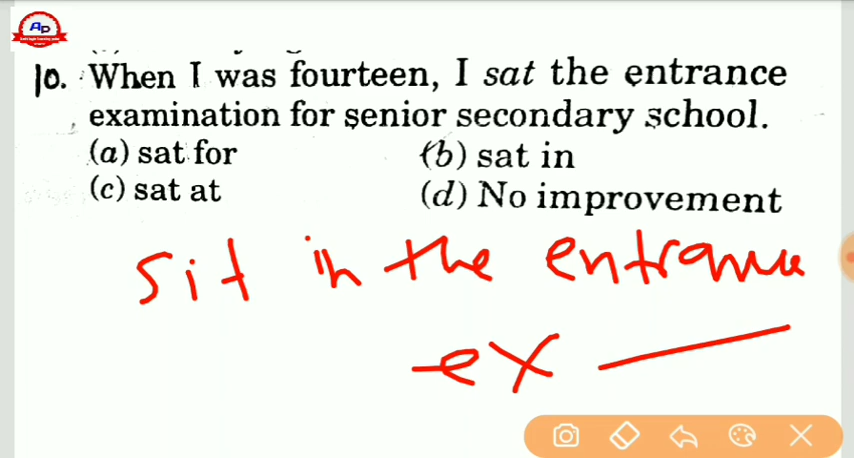 AP
10. When I was fourteen, I sat the entrance
examination for senior secondary school.
(a) sat for (b) sat in
(c) sat at (d) No improvement
sit in the entrance
ex